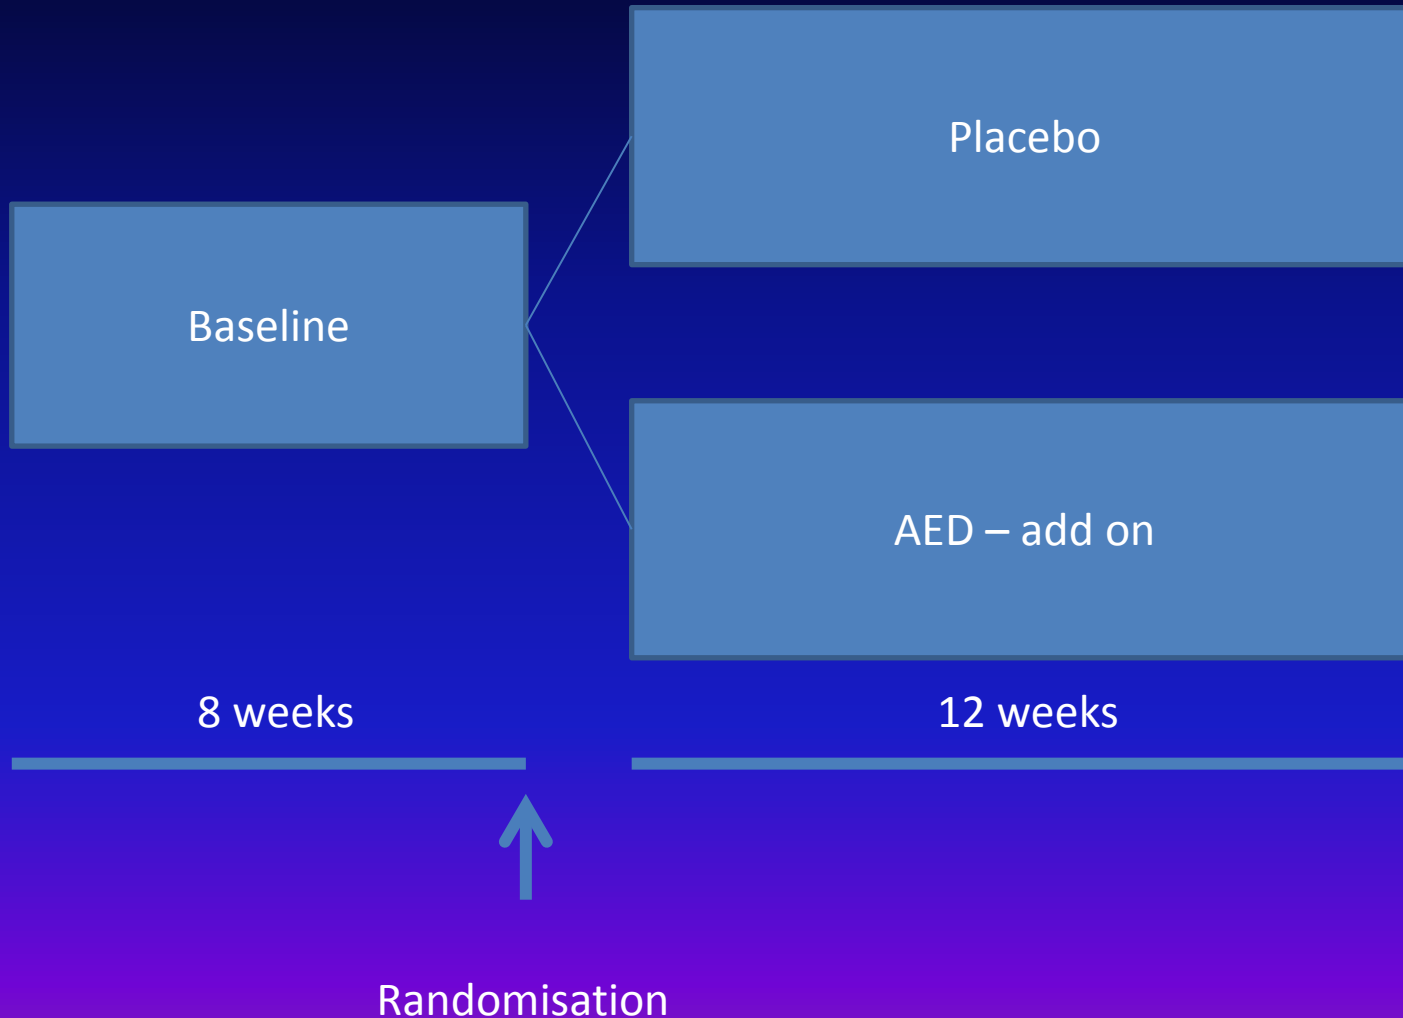 Placebo
Baseline
AED – add on
8 weeks
12 weeks
Randomisation